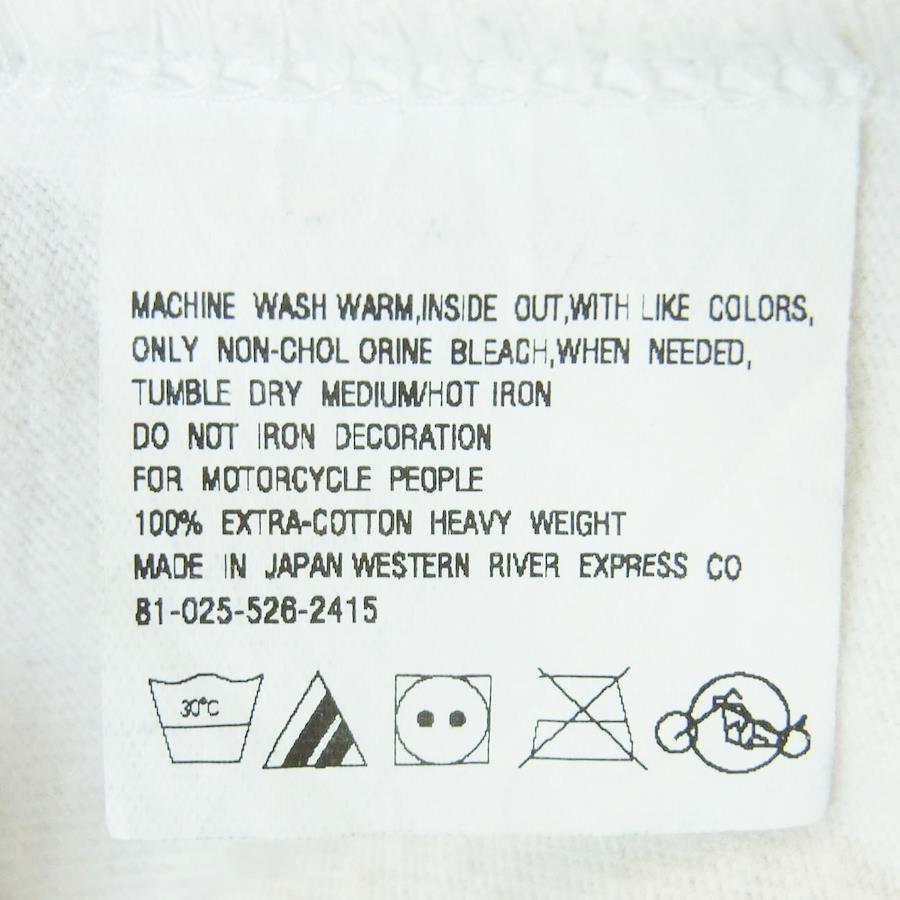 MACHINE WASH WARM,INSIDE OUT,WITH LIKE COLORS,
ONLY NON-CHOL ORINE BLEACH,WHEN NEEDED,
TUMBLE DRY MEDIUM/HOT IRON
DO NOT IRON DECORATION
FOR MOTORCYCLE PEOPLE
100% EXTRA-COTTON HEAVY WEIGHT
MADE IN JAPAN WESTERN RIVER EXPRESS CO
81-025-526-2415
30°C